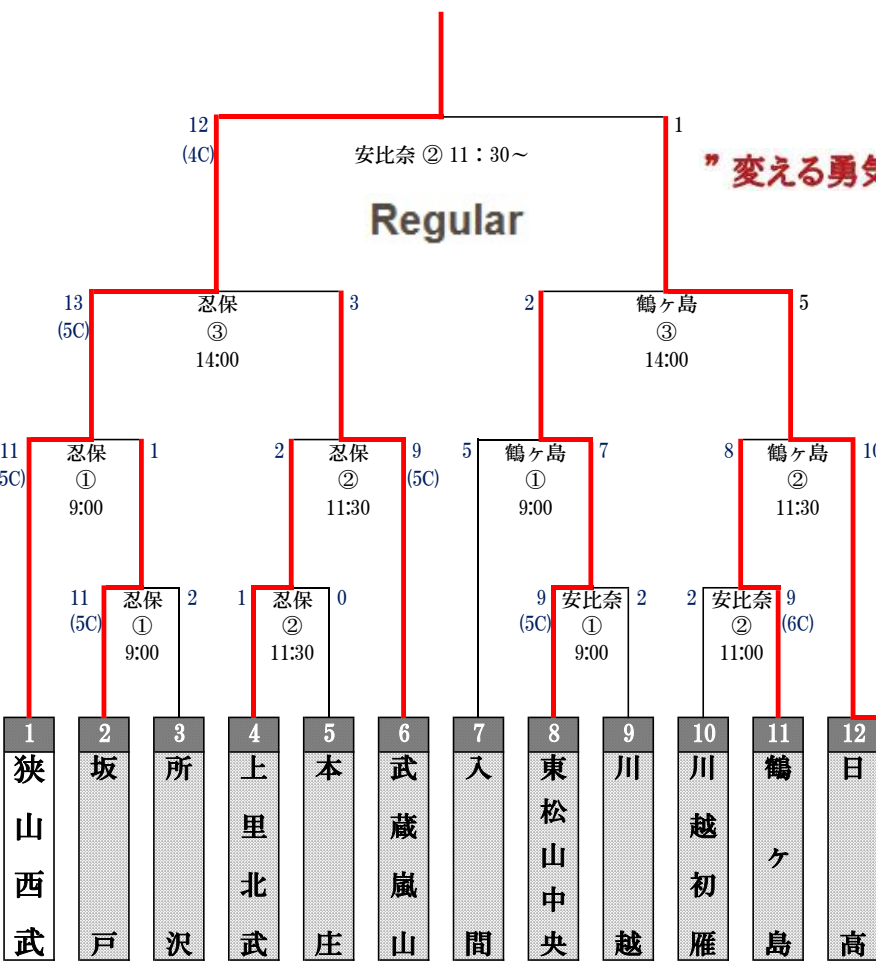 12
1
(4C)
安比奈 ② 11：30～
”変える勇気
Regular
13
忍保
3
2
鶴ヶ島
5
(5C)
③
③
14:00
14:00
11
忍保
1
2
忍保
9
5
鶴ヶ島
7
8
鶴ヶ島
10
5C)
①
②
(5C)
①
②
9:00
11:30
9:00
11:30
11
忍保
2
1
忍保
0
9
安比奈
2
2
安比奈
9
(5C)
①
②
(5C)
①
②
(6C)
9:00
11:30
9:00
11:00
1
2
3
4
5
6
7
8
9
10
11
12
狭山西武
坂戸
所沢
上里北武
本庄
武蔵嵐山
入間
東松山中央
川越
川越初雁
鶴ヶ島
日高